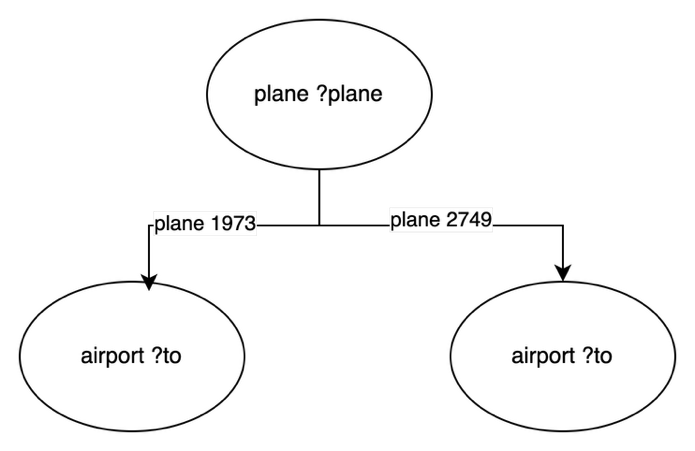 plane ?plane
plane 1973
plane 2749
airport ?to
airport ?to